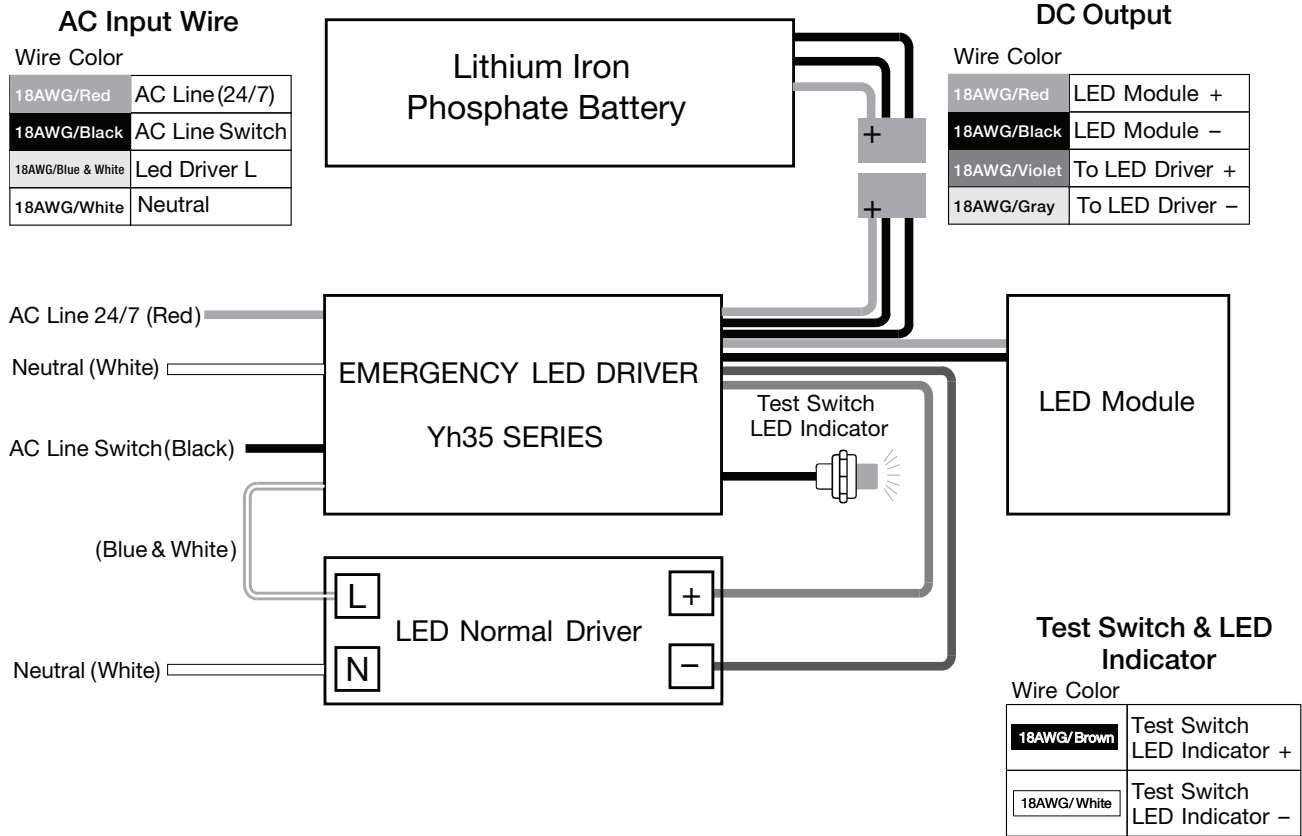 AC Input Wire
Wire Color
18AWG/Red AC Line (24/7)
18AWG/Black AC Line Switch
18AWG/Blue & White Led Driver L
18AWG/White Neutral
Lithium Iron
Phosphate Battery
+
+
DC Output
Wire Color
18AWG/Red LED Module +
18AWG/Black LED Module −
18AWG/Violet To LED Driver +
18AWG/Gray To LED Driver −
AC Line 24/7 (Red)
Neutral (White)
AC Line Switch (Black)
(Blue & White)
Neutral (White)
EMERGENCY LED DRIVER
Yh35 SERIES
Test Switch
LED Indicator
LED Module
L
N
LED Normal Driver
+
−
Test Switch & LED
Indicator
Wire Color
18AWG/Brown Test Switch
LED Indicator +
18AWG/White Test Switch
LED Indicator −